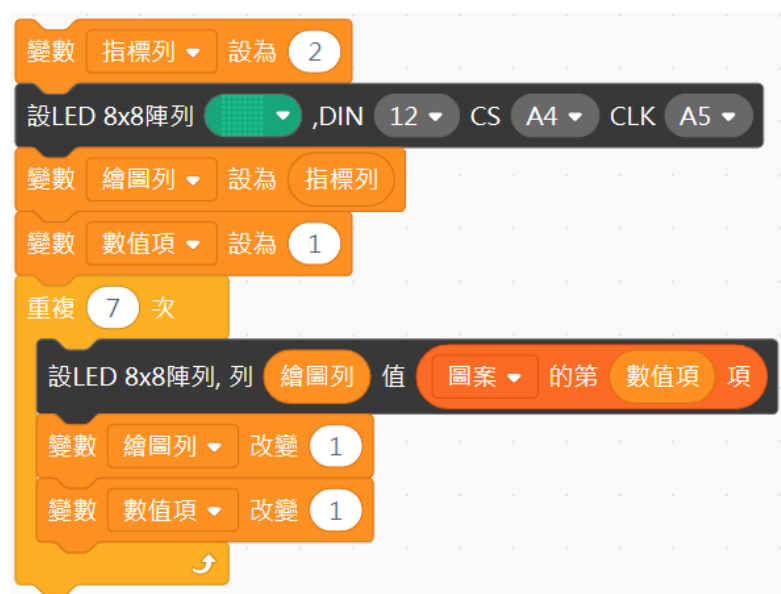 變數 指標列 設為 2
設LED 8x8陣列 ,DIN 12 CS A4 CLK A5
變數 繪圖列 設為 指標列
變數 數值項 設為 1
重複 7 次
設LED 8x8陣列, 列 繪圖列 值 圖案 的第 數值項 項
變數 繪圖列 改變 1
變數 數值項 改變 1